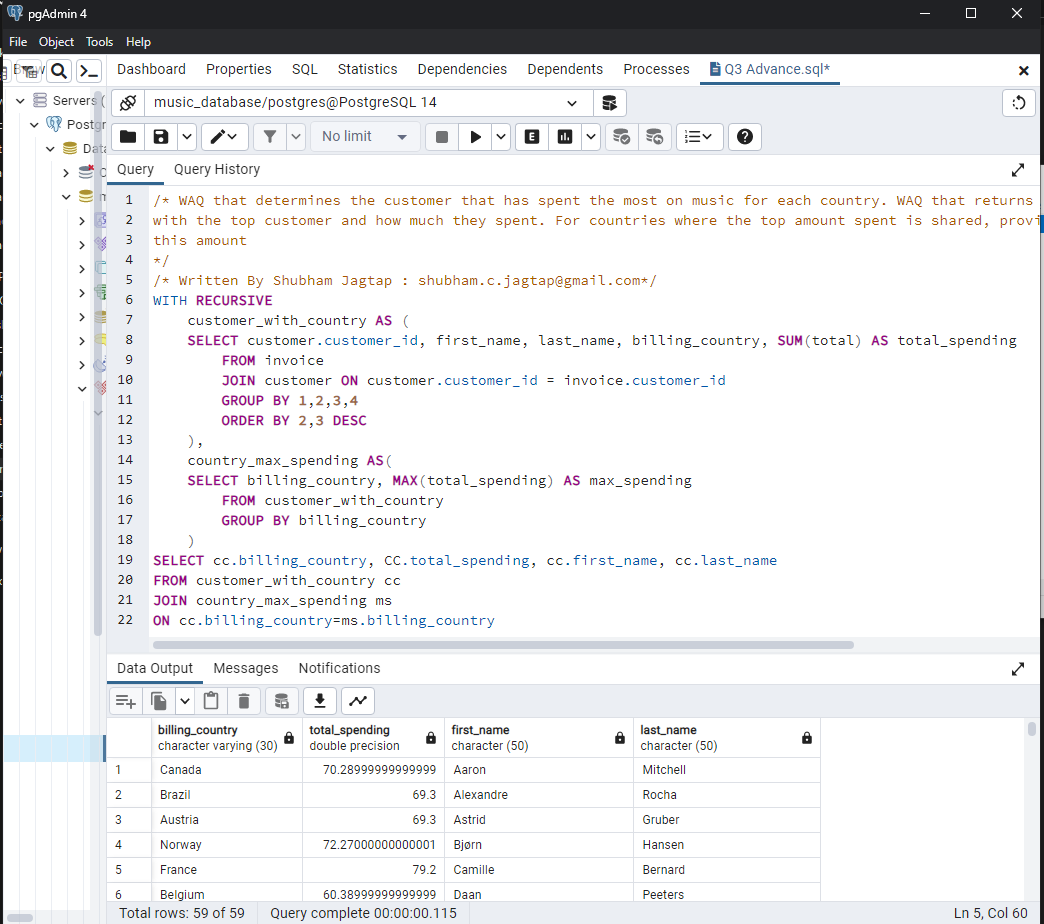 pgAdmin 4
File Object Tools Help
Dashboard Properties SQL Statistics Dependencies Dependents Processes Q3 Advance.sql*
Servers (
music_database/postgres@PostgreSQL 14
No limit
Query Query History
1 /* WAQ that determines the customer that has spent the most on music for each country. WAQ that returns
2 with the top customer and how much they spent. For countries where the top amount spent is shared, provi
3 this amount
4 */
5 /* Written By Shubham Jagtap : shubham.c.jagtap@gmail.com*/
6 WITH RECURSIVE
7 customer_with_country AS (
8 SELECT customer.customer_id, first_name, last_name, billing_country, SUM(total) AS total_spending
9 FROM invoice
10 JOIN customer ON customer.customer_id = invoice.customer_id
11 GROUP BY 1,2,3,4
12 ORDER BY 2,3 DESC
13 ),
14 country_max_spending AS(
15 SELECT billing_country, MAX(total_spending) AS max_spending
16 FROM customer_with_country
17 GROUP BY billing_country
18 )
19 SELECT cc.billing_country, CC.total_spending, cc.first_name, cc.last_name
20 FROM customer_with_country cc
21 JOIN country_max_spending ms
22 ON cc.billing_country=ms.billing_country
Data Output Messages Notifications
billing_country total_spending first_name last_name
character varying (30) double precision character (50) character (50)
1 Canada 70.28999999999999 Aaron Mitchell
2 Brazil 69.3 Alexandre Rocha
3 Austria 69.3 Astrid Gruber
4 Norway 72.27000000000001 Bjørn Hansen
5 France 79.2 Camille Bernard
6 Belgium 60.38999999999999 Daan Peeters
Total rows: 59 of 59 Query complete 00:00:00.115 Ln 5, Col 60